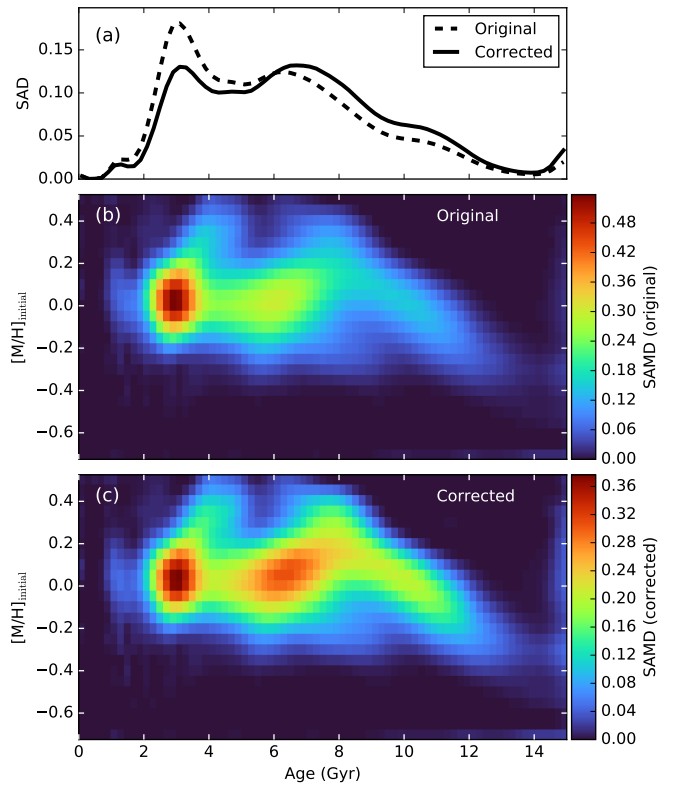 (a)
Original
Corrected
0.15
0.10
0.05
0.00
SAD
(b)
Original
0.4
0.2
0.0
−0.2
−0.4
−0.6
[M/H]initial
0.48
0.42
0.36
0.30
0.24
0.18
0.12
0.06
0.00
SAMD (original)
(c)
Corrected
0.4
0.2
0.0
−0.2
−0.4
−0.6
[M/H]initial
0.36
0.32
0.28
0.24
0.20
0.16
0.12
0.08
0.04
0.00
SAMD (corrected)
0 2 4 6 8 10 12 14
Age (Gyr)